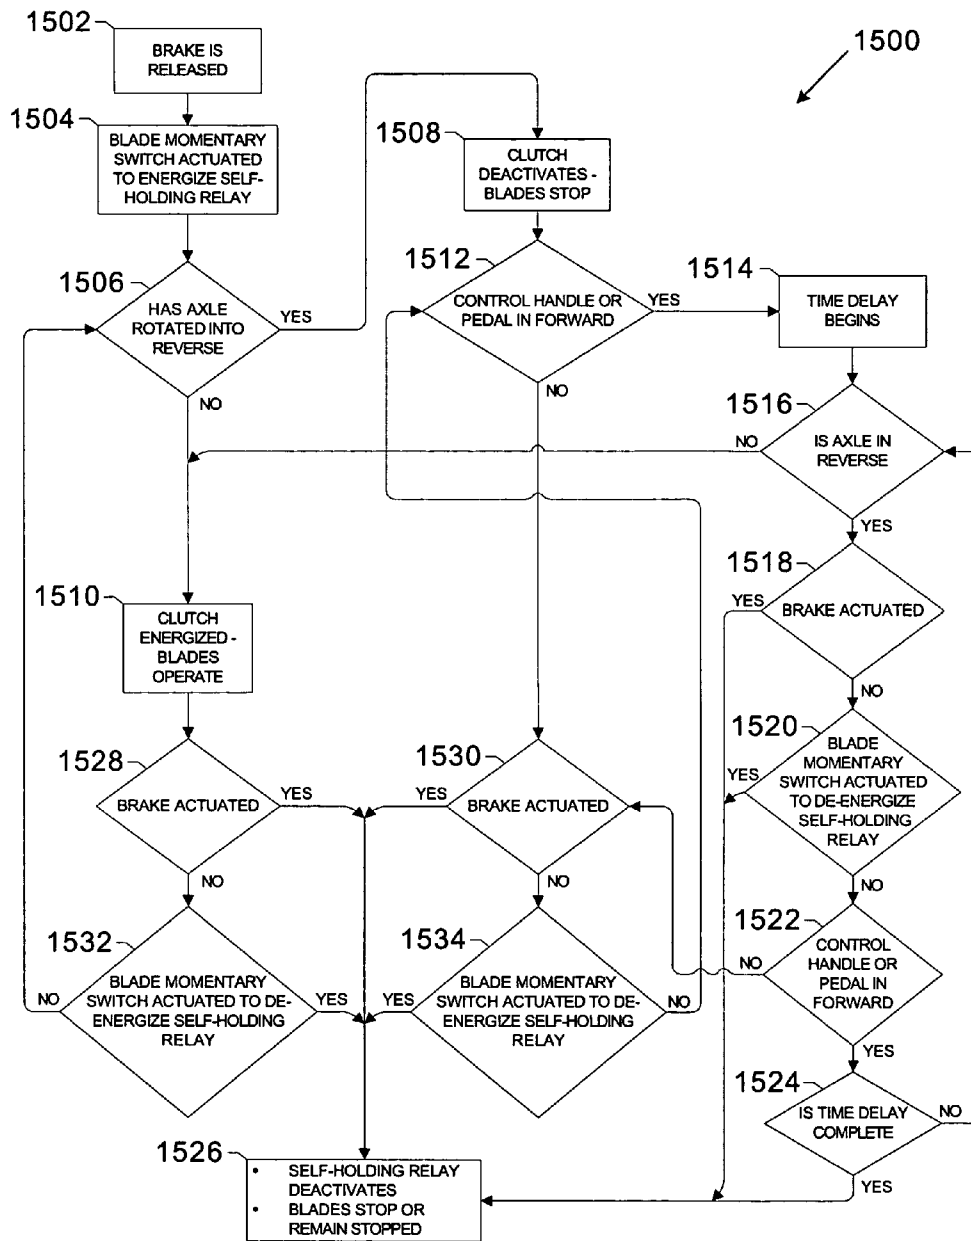 1500
1502
BRAKE IS
RELEASED
1504
BLADE MOMENTARY
SWITCH ACTUATED
TO ENERGIZE SELF-
HOLDING RELAY
1506
HAS AXLE
ROTATED INTO
REVERSE
YES
NO
1508
CLUTCH
DEACTIVATES -
BLADES STOP
1512
CONTROL HANDLE OR
PEDAL IN FORWARD
YES
NO
1514
TIME DELAY
BEGINS
1516
IS AXLE IN
REVERSE
NO
YES
1518
BRAKE ACTUATED
YES
NO
1510
CLUTCH
ENERGIZED -
BLADES
OPERATE
1520
BLADE
MOMENTARY
SWITCH ACTUATED
TO DE-ENERGIZE
SELF-HOLDING
RELAY
YES
NO
1528
BRAKE ACTUATED
YES
NO
1530
BRAKE ACTUATED
YES
NO
1522
CONTROL
HANDLE OR
PEDAL IN
FORWARD
NO
YES
1532
BLADE MOMENTARY
SWITCH ACTUATED TO DE-
ENERGIZE SELF-HOLDING
RELAY
NO
YES
1534
BLADE MOMENTARY
SWITCH ACTUATED TO DE-
ENERGIZE SELF-HOLDING
RELAY
YES
NO
1524
IS TIME DELAY
COMPLETE
NO
YES
1526
• SELF-HOLDING RELAY
DEACTIVATES
• BLADES STOP OR
REMAIN STOPPED